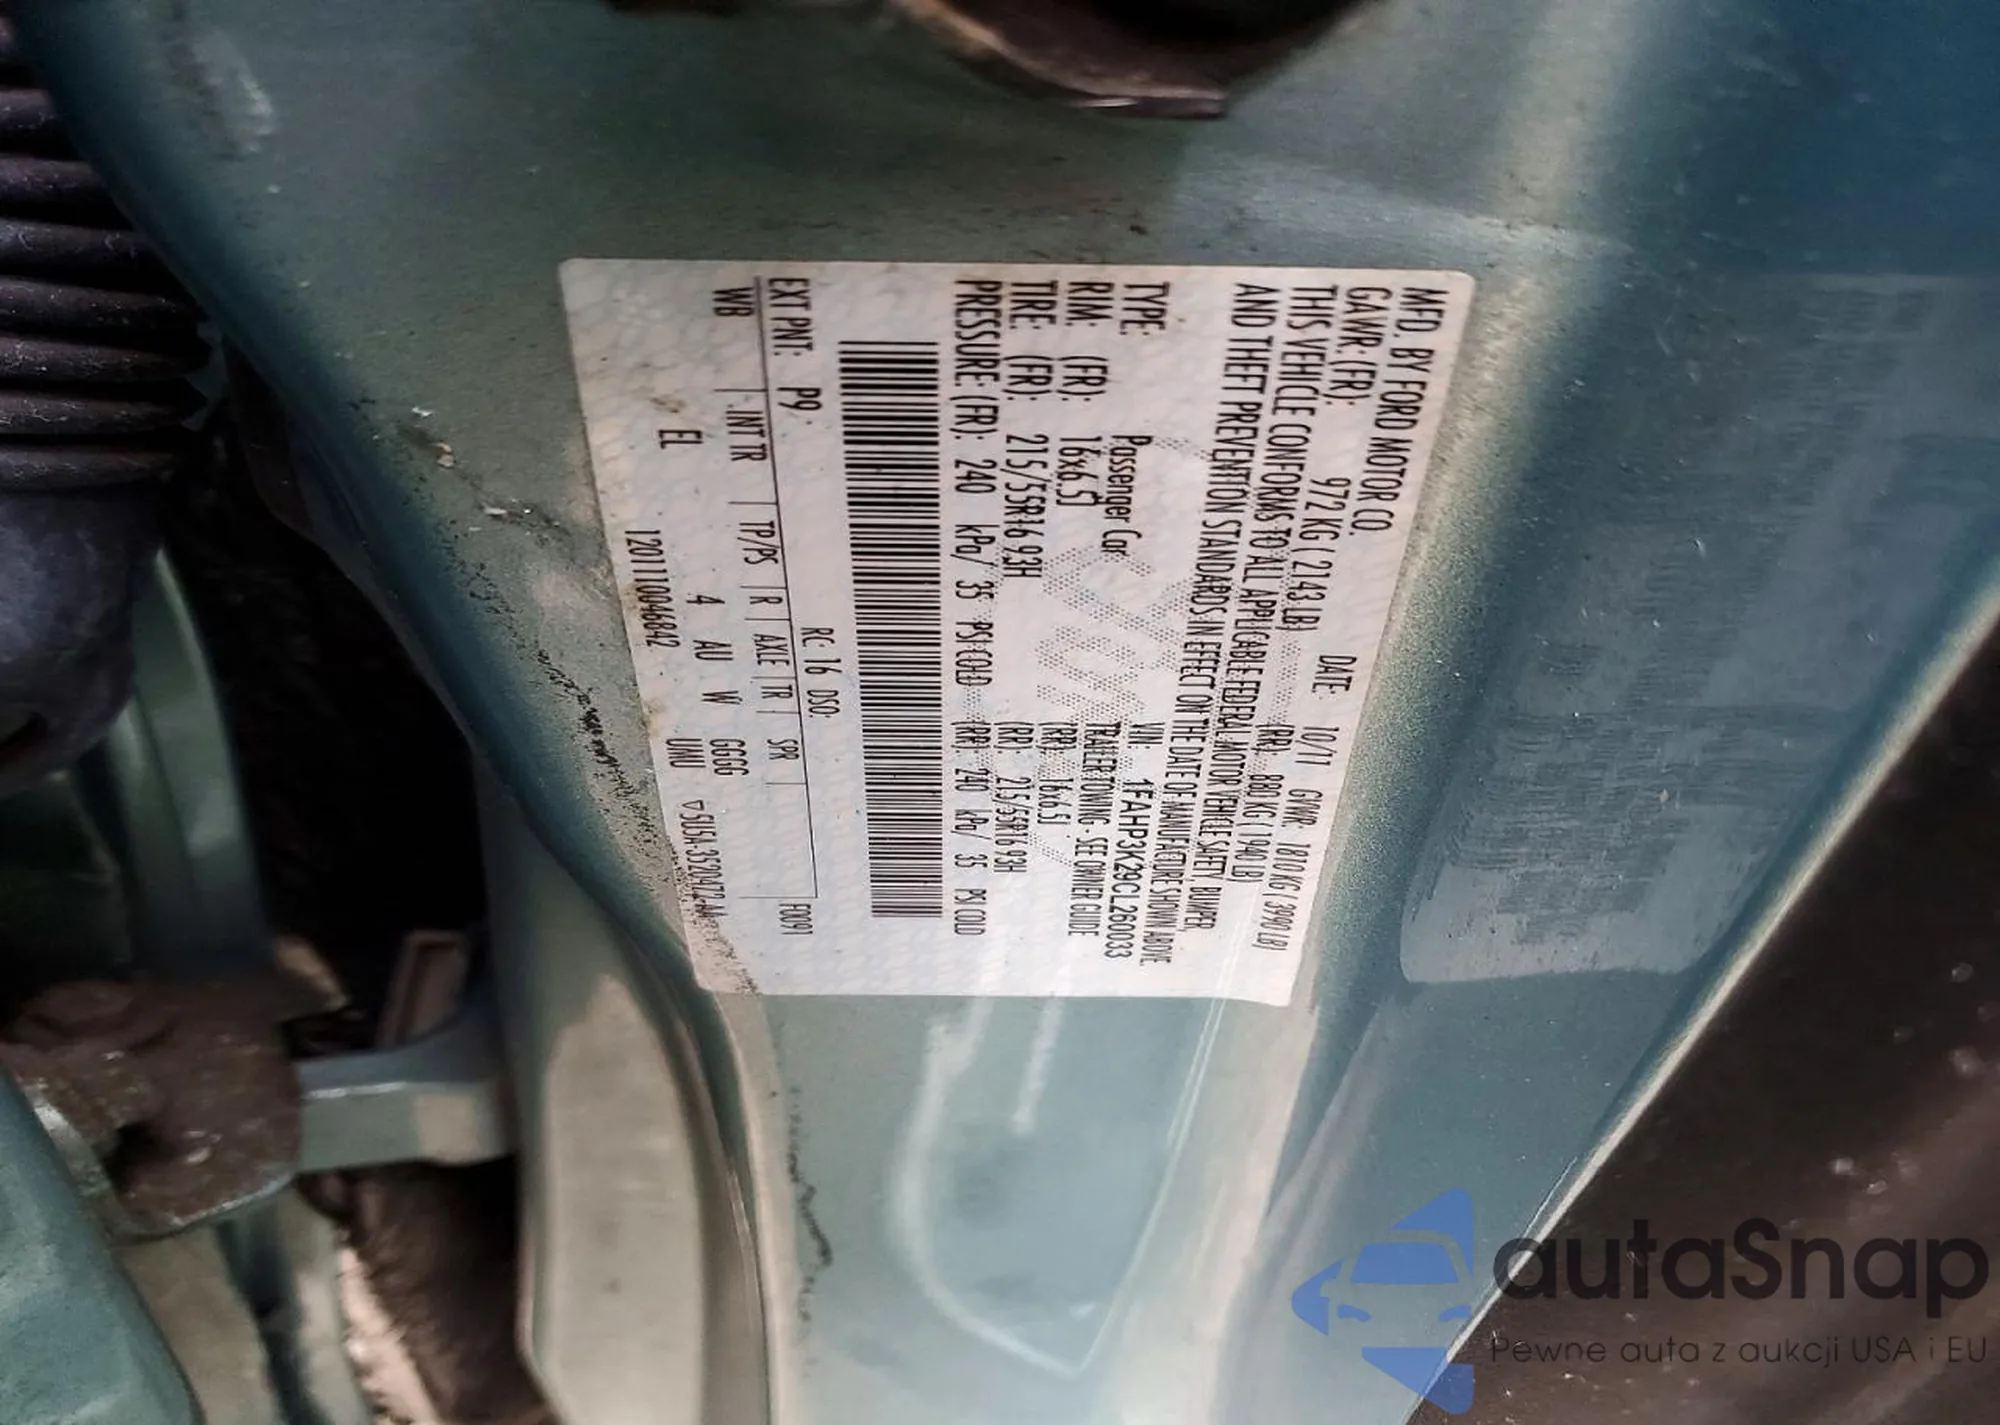 MFD. BY FORD MOTOR CO.
DATE: 10/11 GVWR: 1810 KG ( 3990 LB)
GAWR: (FR): 972 KG ( 2143 LB) (RR): 880 KG ( 1940 LB)
THIS VEHICLE CONFORMS TO ALL APPLICABLE FEDERAL MOTOR VEHICLE SAFETY, BUMPER,
AND THEFT PREVENTION STANDARDS IN EFFECT ON THE DATE OF MANUFACTURE SHOWN ABOVE.
VIN: 1FAHP3K29CL260033
TYPE: Passenger Car TRAILER TOWING - SEE OWNER GUIDE
RIM: (FR): 16x6.5J (RR): 16x6.5J
TIRE: (FR): 215/55R16 93H (RR): 215/55R16 93H
PRESSURE: (FR): 240 kPa/ 35 PSI COLD (RR): 240 kPa/ 35 PSI COLD
EXT PNT: P9: RC: 16 DSO: F0091
WB INT TR TP/PS R AXLE TR SPR
EL 4 AU W GGGG
1201110046842 UMU
autaSnap
Pewne auta z aukcji USA i EU